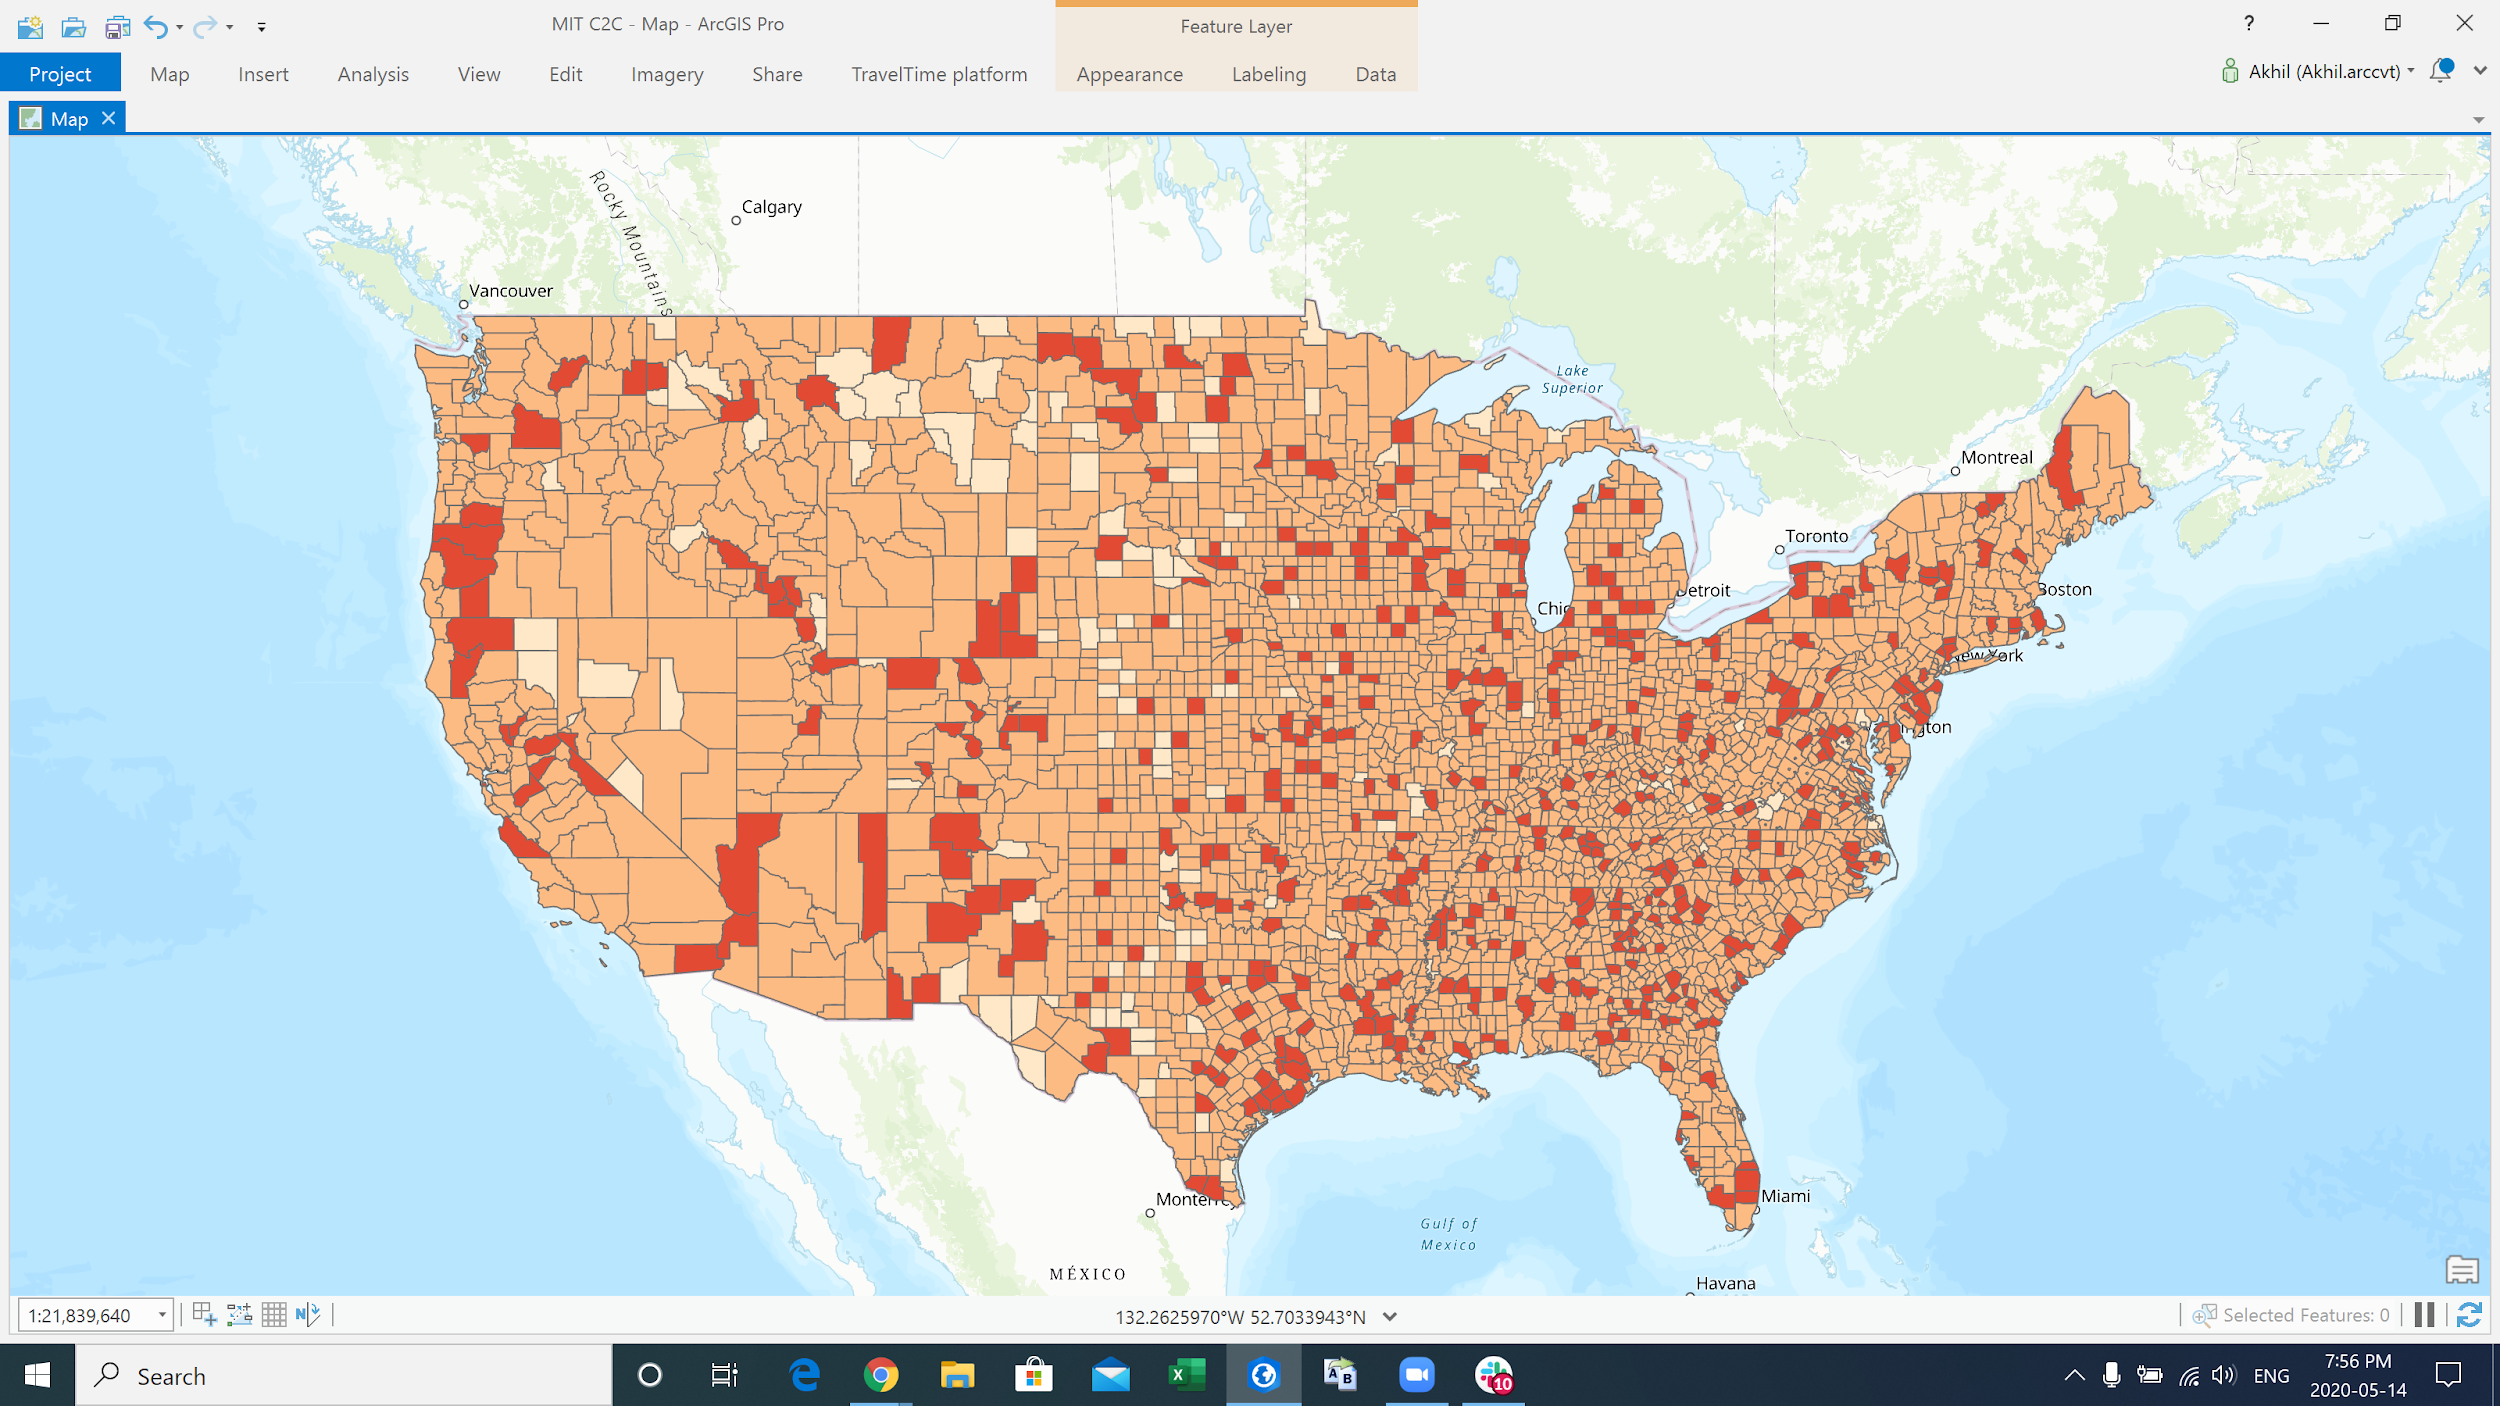 MIT C2C - Map - ArcGIS Pro
Feature Layer
?
Project Map Insert Analysis View Edit Imagery Share TravelTime platform Appearance Labeling Data
Akhil (Akhil.arccvt)
Map
Rocky Mountains
Calgary
Vancouver
Lake
Superior
Montreal
Toronto
Detroit
Boston
Chic
New York
ngton
Miami
Monterrey
Gulf of
Mexico
MÉXICO
Havana
1:21,839,640
N
132.2625970°W 52.7033943°N
Selected Features: 0
Search
X
A B
10
ENG
7:56 PM
2020-05-14